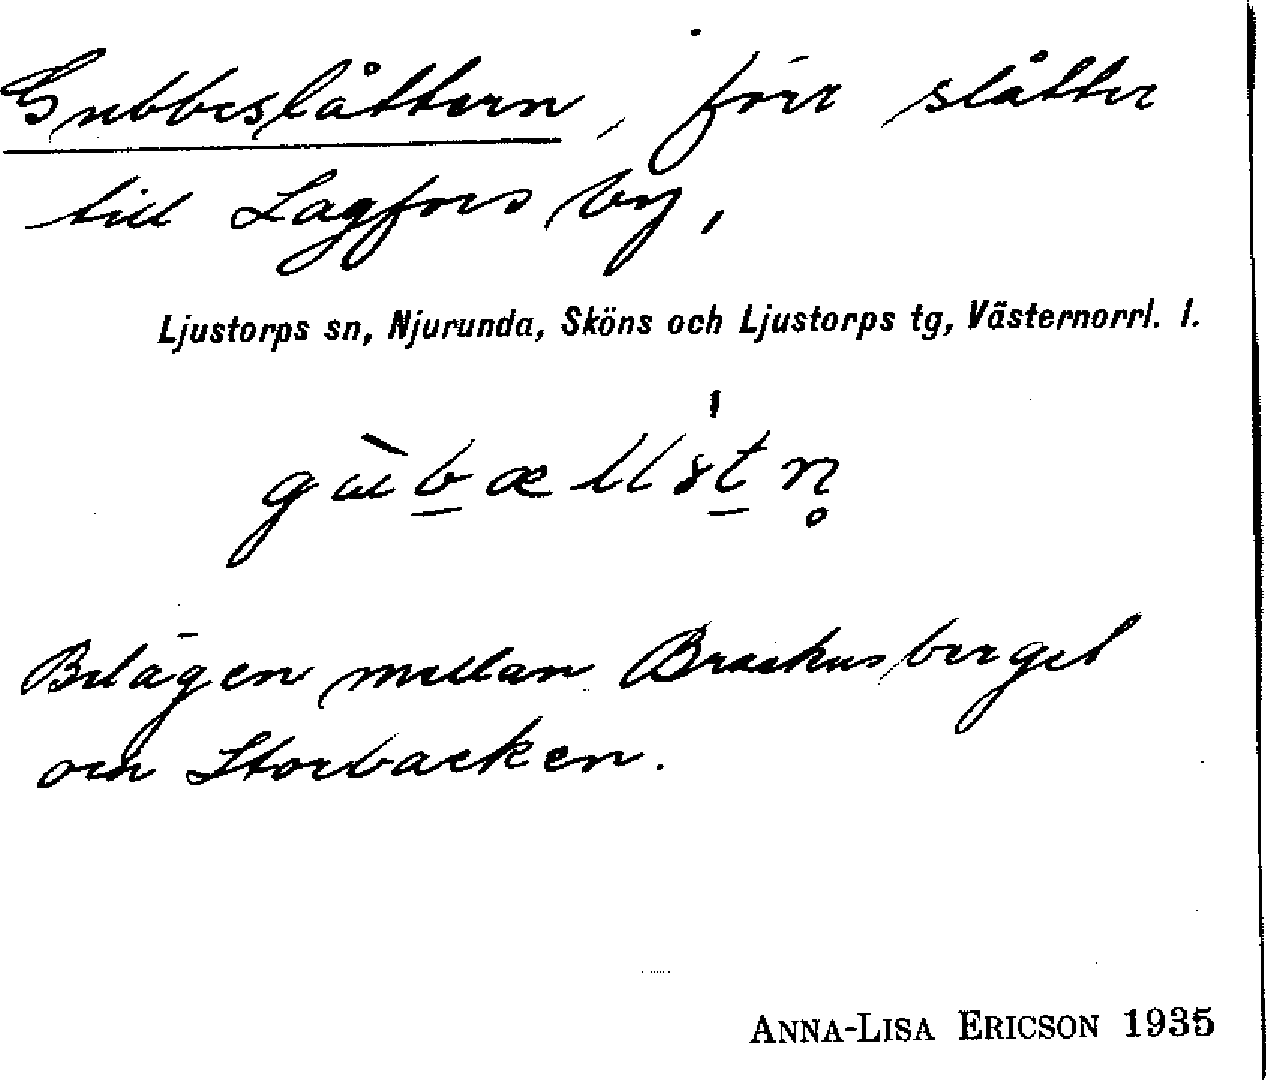 Gubbeslåttern, förr slåtter
till Lagfors by,
Ljustorps sn, Njurunda, Sköns och Ljustorps tg, Västernorrl. l.
Belägen mellan Brackusberget
och Storbacken.
ANNA-LISA ERICSON 1935